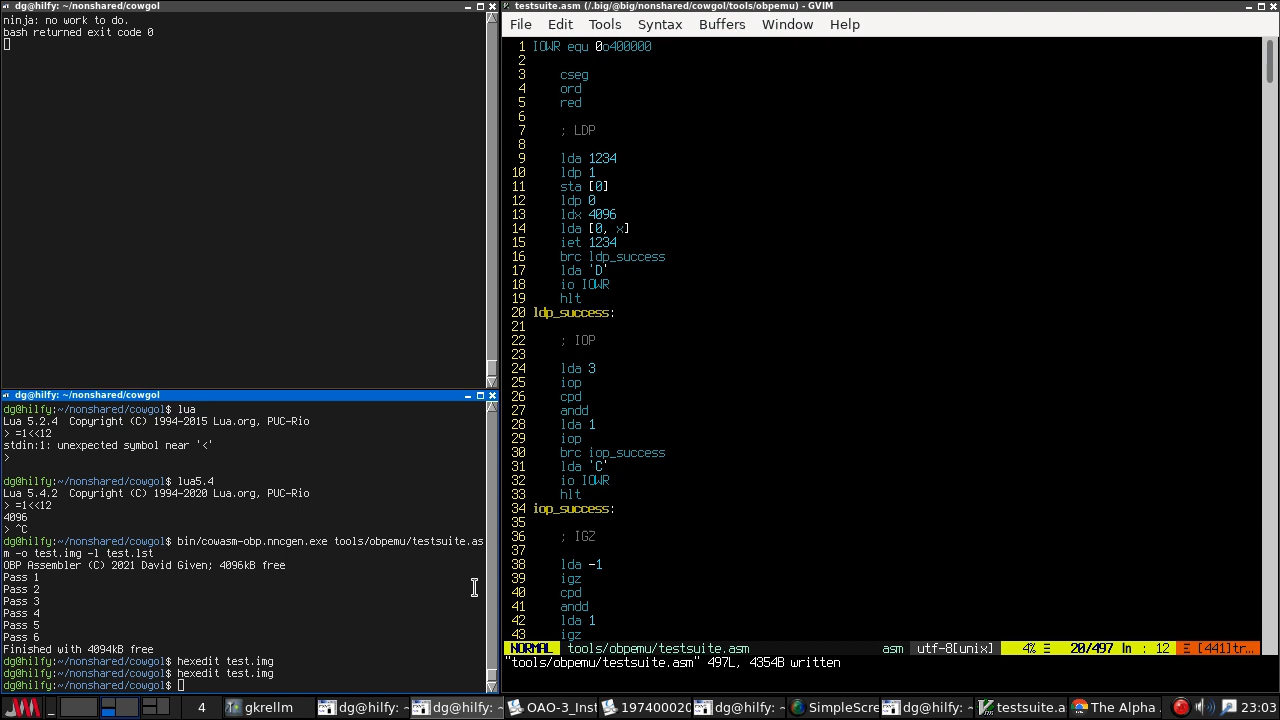 dg@hilfy: ~/nonshared/cowgol
ninja: no work to do.
bash returned exit code 0
dg@hilfy: ~/nonshared/cowgol
dg@hilfy:~/nonshared/cowgol$ lua
Lua 5.2.4  Copyright (C) 1994-2015 Lua.org, PUC-Rio
> =1<<12
stdin:1: unexpected symbol near '<'
>
dg@hilfy:~/nonshared/cowgol$ lua5.4
Lua 5.4.2  Copyright (C) 1994-2020 Lua.org, PUC-Rio
> =1<<12
4096
> ^C
dg@hilfy:~/nonshared/cowgol$ bin/cowasm-obp.nncgen.exe tools/obpemu/testsuite.as
m -o test.img -l test.lst
OBP Assembler (C) 2021 David Given; 4096kB free
Pass 1
Pass 2
Pass 3
Pass 4
Pass 5
Pass 6
Finished with 4094kB free
dg@hilfy:~/nonshared/cowgol$ hexedit test.img
dg@hilfy:~/nonshared/cowgol$ hexedit test.img
dg@hilfy:~/nonshared/cowgol$
testsuite.asm (/.big/@big/nonshared/cowgol/tools/obpemu) - GVIM
File Edit Tools Syntax Buffers Window Help
1 IOWR equ 0o400000
2
3 cseg
4 ord
5 red
6
7 ; LDP
8
9 lda 1234
10 ldp 1
11 sta [0]
12 ldp 0
13 ldx 4096
14 lda [0, x]
15 iet 1234
16 brc ldp_success
17 lda 'D'
18 io IOWR
19 hlt
20 ldp_success:
21
22 ; IOP
23
24 lda 3
25 iop
26 cpd
27 andd
28 lda 1
29 iop
30 brc iop_success
31 lda 'C'
32 io IOWR
33 hlt
34 iop_success:
35
36 ; IGZ
37
38 lda -1
39 igz
40 cpd
41 andd
42 lda 1
43 igz
NORMAL tools/obpemu/testsuite.asm asm utf-8[unix] 4% ☰ 20/497 ln : 12 Ξ [441]tr…
"tools/obpemu/testsuite.asm" 497L, 4354B written
4 gkrellm dg@hilfy: ~ dg@hilfy: ~ OAO-3_Inst 197400020 dg@hilfy: ~ SimpleScre dg@hilfy: ~ testsuite.a The Alpha 23:03